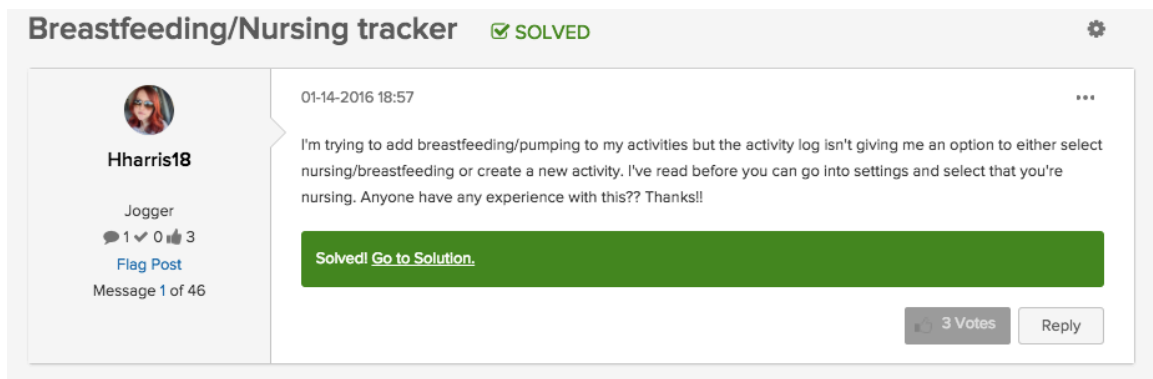 Breastfeeding/Nursing tracker SOLVED
Hharris18
Jogger
1 0 3
Flag Post
Message 1 of 46
01-14-2016 18:57
I'm trying to add breastfeeding/pumping to my activities but the activity log isn't giving me an option to either select
nursing/breastfeeding or create a new activity. I've read before you can go into settings and select that you're
nursing. Anyone have any experience with this?? Thanks!!
Solved! Go to Solution.
3 Votes
Reply